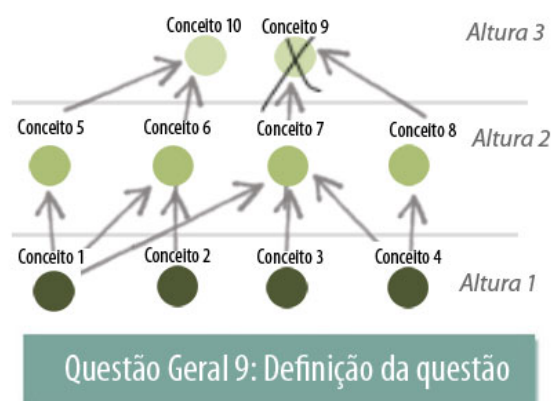 Conceito 10 Conceito 9 Altura 3
Conceito 5 Conceito 6 Conceito 7 Conceito 8 Altura 2
Conceito 1 Conceito 2 Conceito 3 Conceito 4 Altura 1
Questão Geral 9: Definição da questão